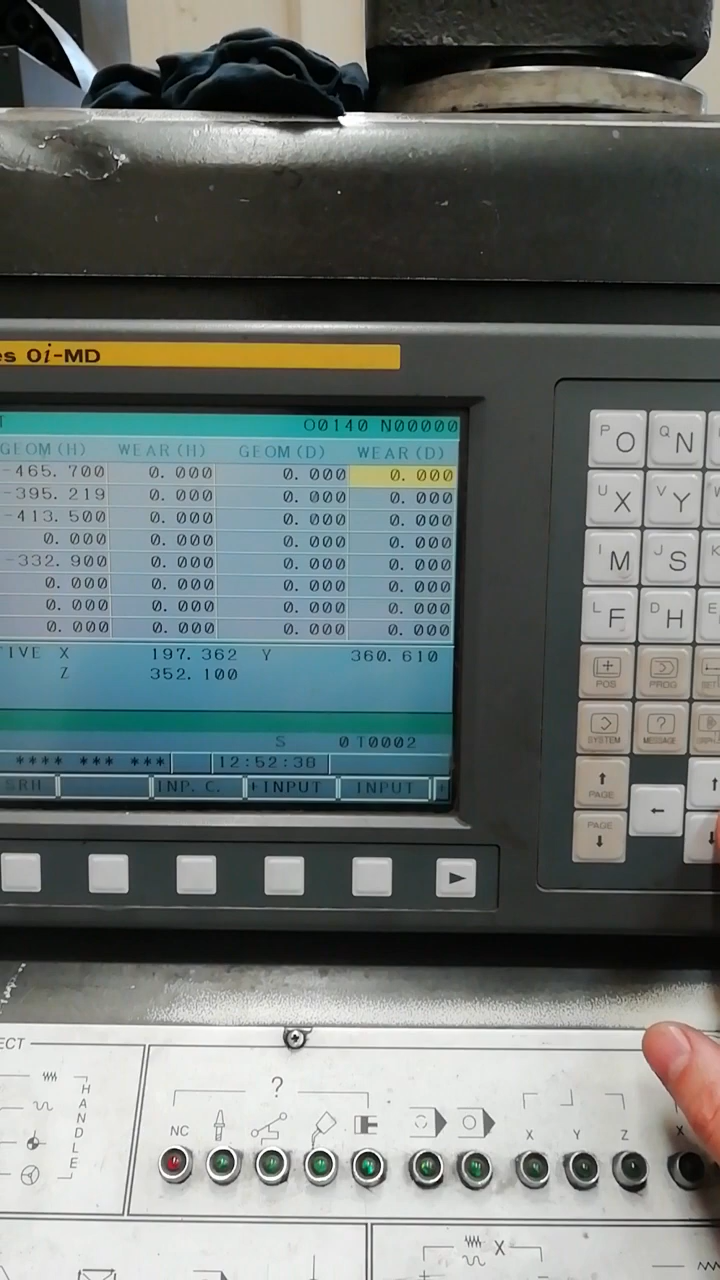 es 0i-MD
O0140 N00000
GEOM(H) WEAR(H) GEOM(D) WEAR(D)
-465.700 0.000 0.000 0.000
-395.219 0.000 0.000 0.000
-413.500 0.000 0.000 0.000
0.000 0.000 0.000 0.000
-332.900 0.000 0.000 0.000
0.000 0.000 0.000 0.000
0.000 0.000 0.000 0.000
0.000 0.000 0.000 0.000
TIVE X 197.362 Y 360.610
Z 352.100
S 0 T0002
**** *** *** 12:52:38
SRH INP.C. +INPUT INPUT +
P O Q N
U X V Y
I M J S K
L F D H E
POS PROG SET
SYSTEM MESSAGE
PAGE
PAGE
ECT
HANDLE
?
NC X Y Z X
X